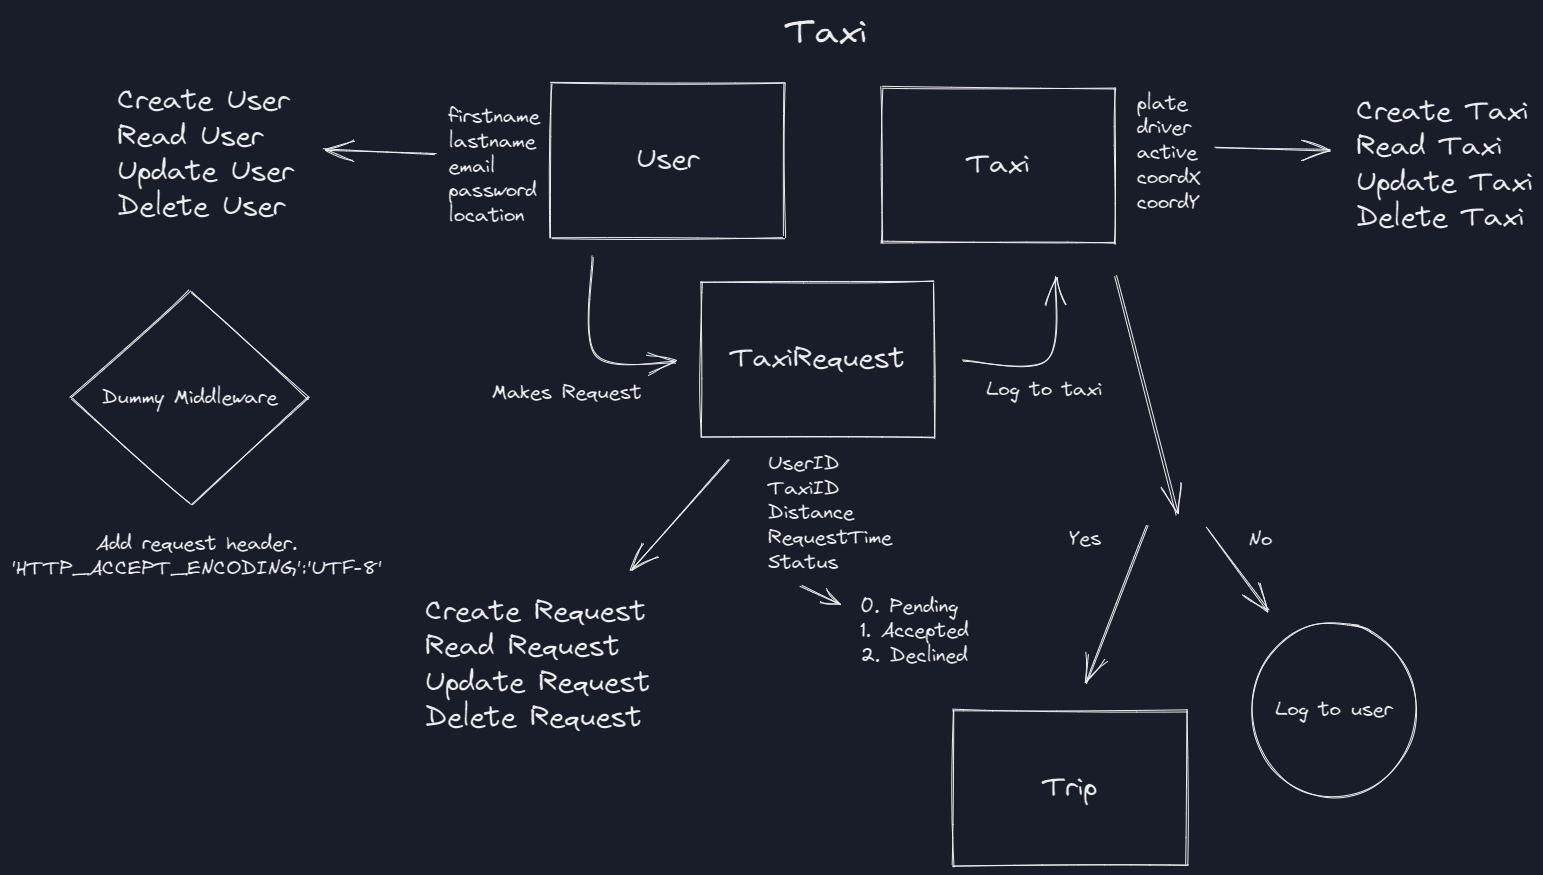 Taxi
Create User
Read User
Update User
Delete User
firstname
lastname
email
password
location
User
Taxi
plate
driver
active
coordX
coordY
Create Taxi
Read Taxi
Update Taxi
Delete Taxi
Dummy Middleware
Add request header.
'HTTP_ACCEPT_ENCODING':'UTF-8'
Makes Request
TaxiRequest
Log to taxi
UserID
TaxiID
Distance
RequestTime
Status
0. Pending
1. Accepted
2. Declined
Create Request
Read Request
Update Request
Delete Request
Yes
No
Trip
Log to user